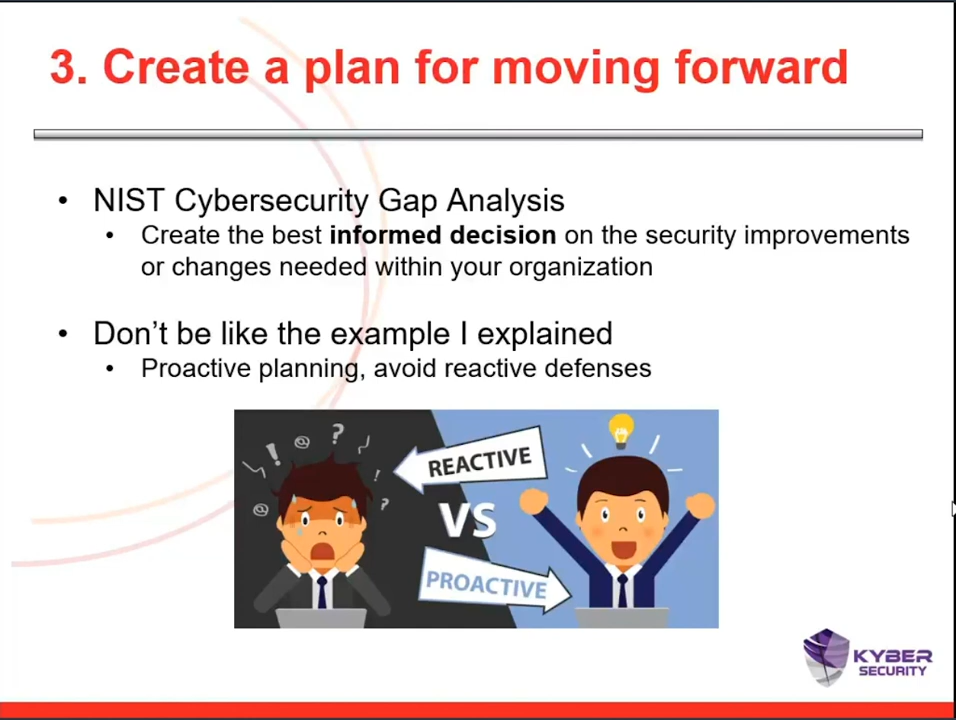 3. Create a plan for moving forward
• NIST Cybersecurity Gap Analysis
• Create the best informed decision on the security improvements
or changes needed within your organization
• Don't be like the example I explained
• Proactive planning, avoid reactive defenses
! @ ? ! @ ?
REACTIVE
VS
PROACTIVE
KYBER
SECURITY